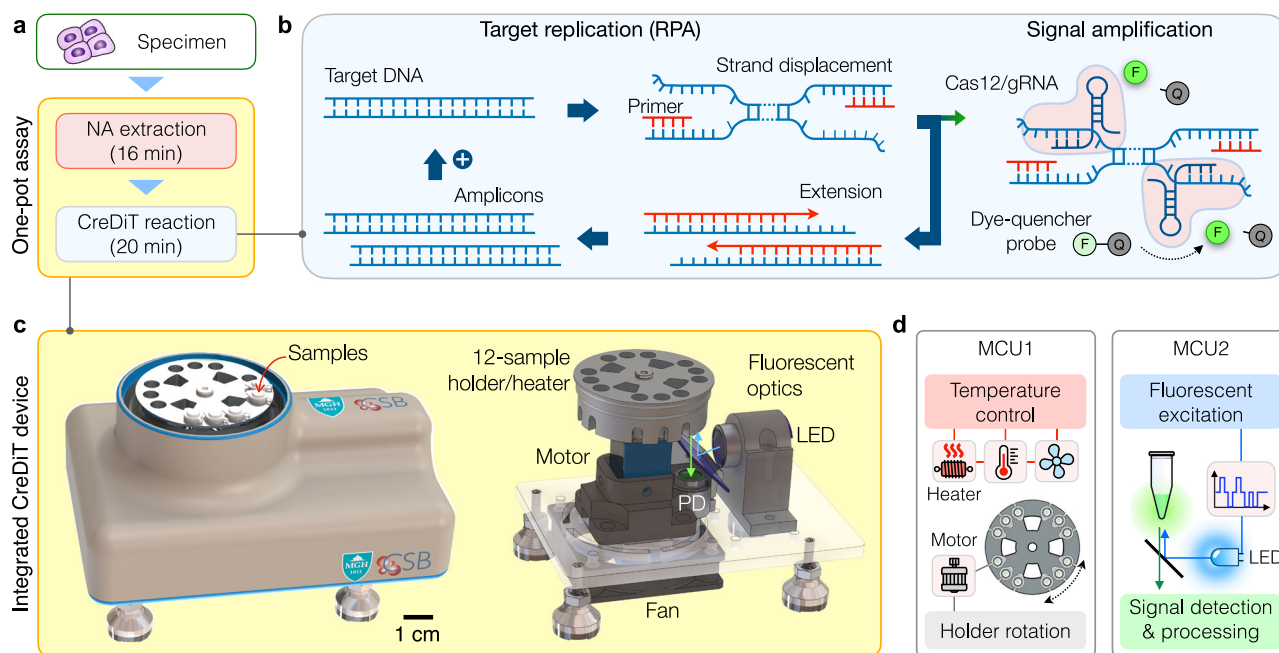 a
Specimen
One-pot assay
NA extraction
(16 min)
CreDiT reaction
(20 min)
b
Target replication (RPA)
Signal amplification
Target DNA
Strand displacement
Primer
Cas12/gRNA
F
Q
+
Amplicons
Extension
Dye-quencher
probe
F
Q
F
Q
c
Integrated CreDiT device
Samples
MGH
1811
CSB
MGH
1811
CSB
1 cm
12-sample
holder/heater
Fluorescent
optics
LED
Motor
PD
Fan
d
MCU1
Temperature
control
Heater
Motor
Holder rotation
MCU2
Fluorescent
excitation
LED
Signal detection
& processing